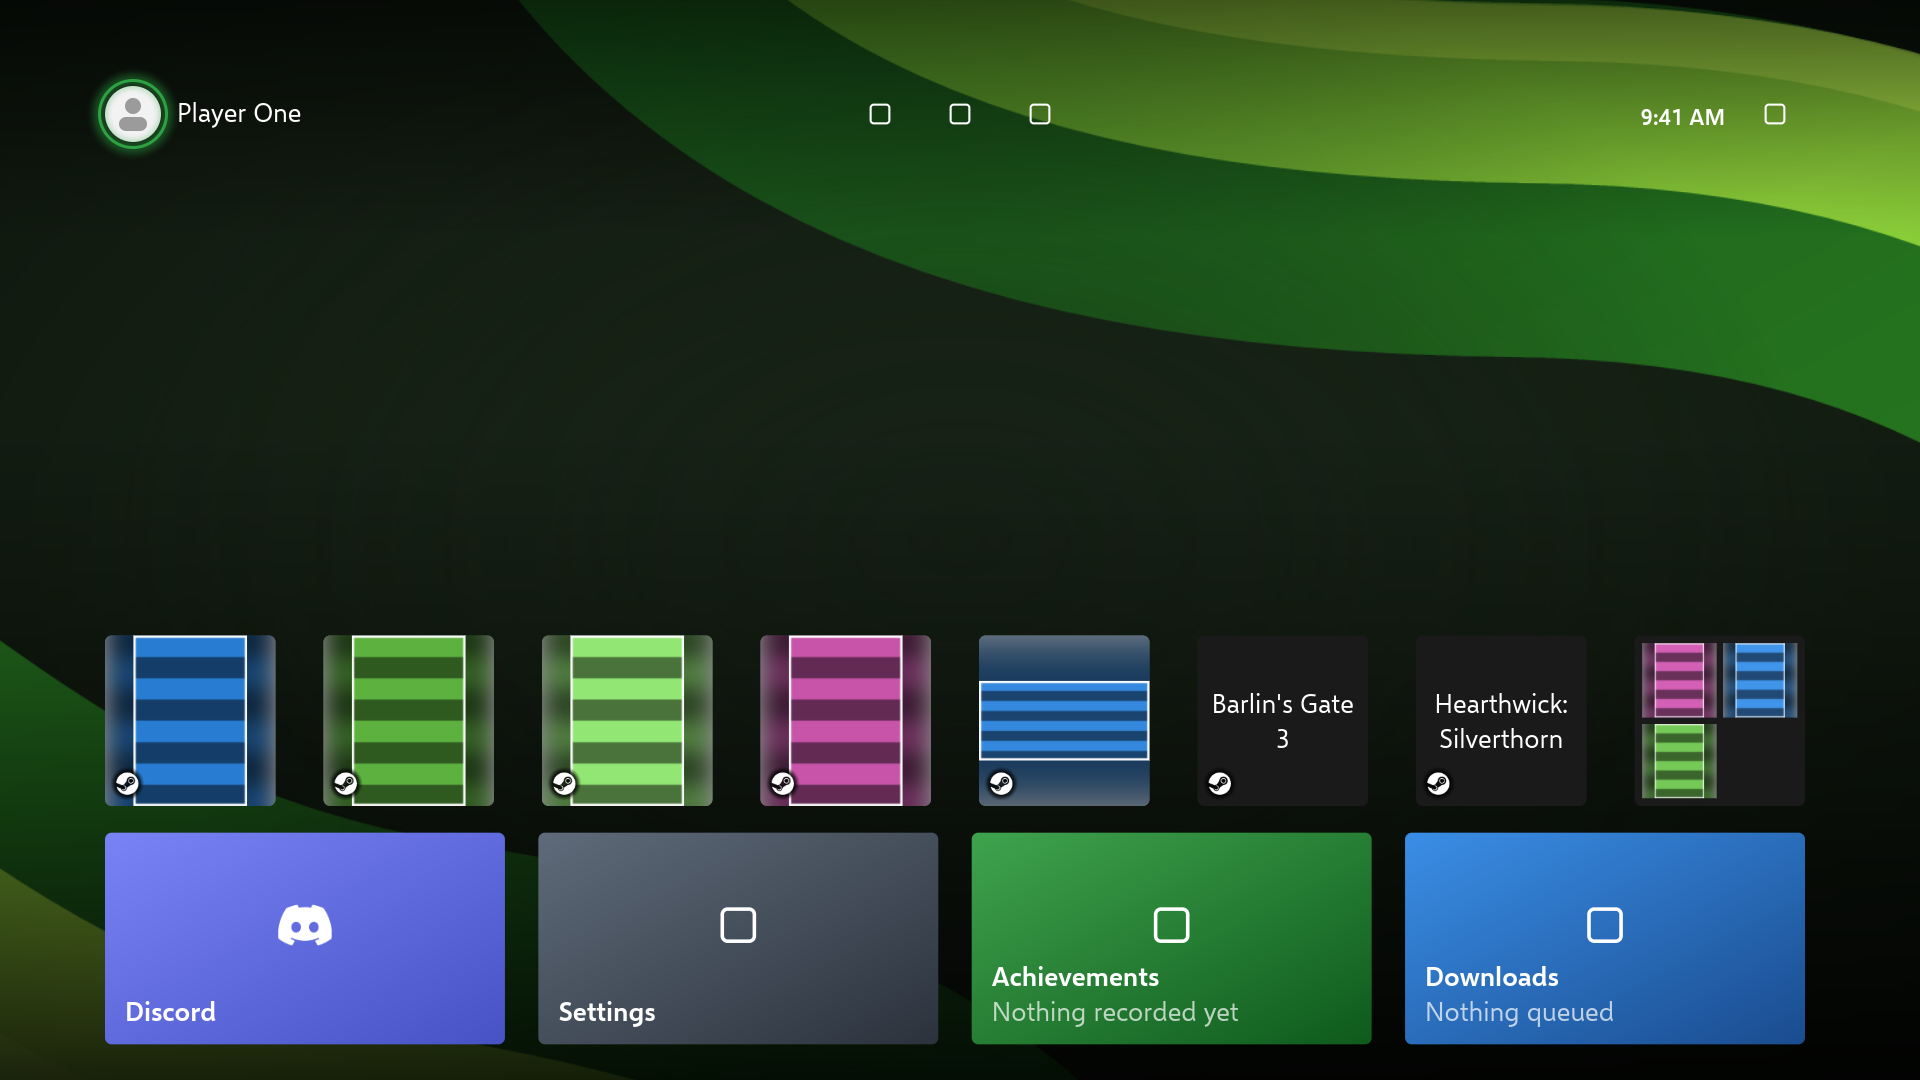 Player One
9:41 AM
Barlin's Gate
3
Hearthwick:
Silverthorn
Discord
Settings
Achievements
Nothing recorded yet
Downloads
Nothing queued